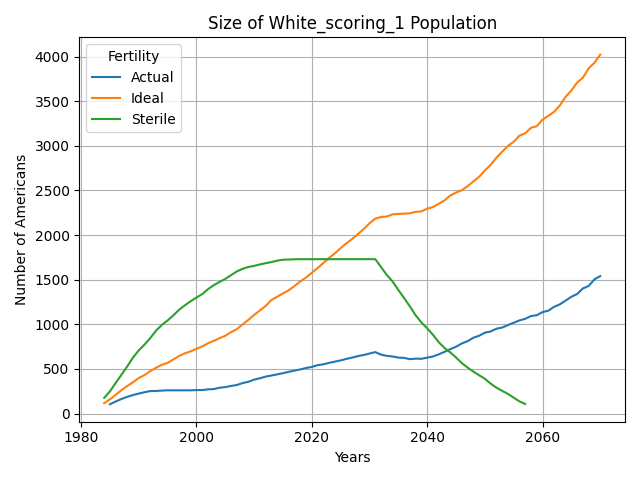 Size of White_scoring_1 Population
Fertility
Actual
Ideal
Sterile
Number of Americans
4000
3500
3000
2500
2000
1500
1000
500
0
1980
2000
2020
2040
2060
Years